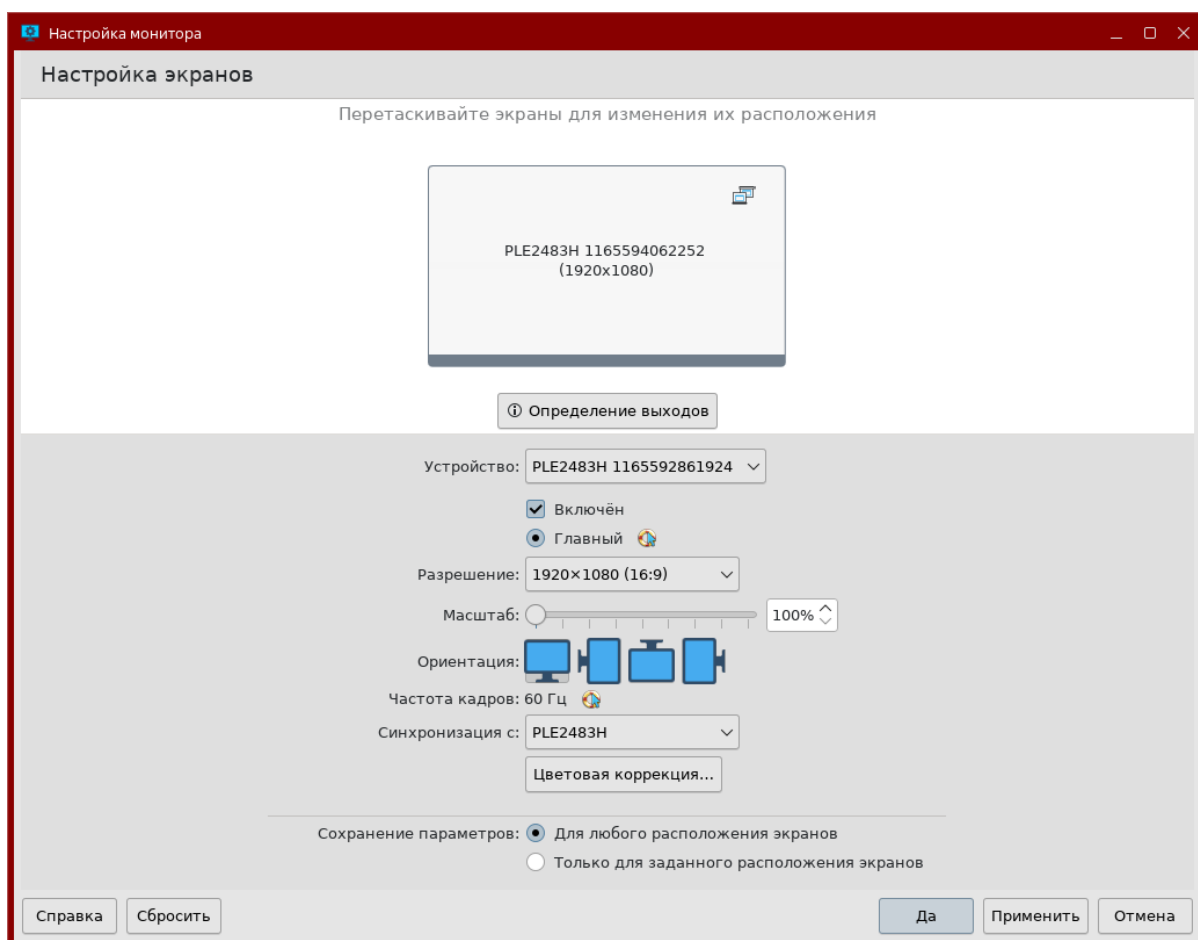 Настройка монитора
Настройка экранов
Перетаскивайте экраны для изменения их расположения
PLE2483H 1165594062252
(1920x1080)
Определение выходов
Устройство: PLE2483H 1165592861924
Включён
Главный
Разрешение: 1920×1080 (16:9)
Масштаб: 100%
Ориентация:
Частота кадров: 60 Гц
Синхронизация с: PLE2483H
Цветовая коррекция...
Сохранение параметров: Для любого расположения экранов
Только для заданного расположения экранов
Справка Сбросить Да Применить Отмена